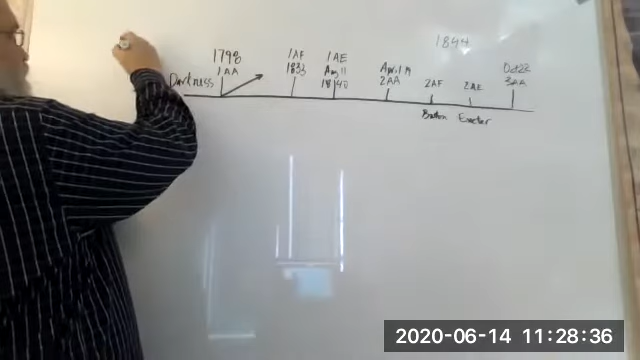 1844
1798
1AF
1AE
1AA
1833
Aug 11
April 19
Oct 22
Darkness
1840
2AA
2AF
2AE
3AA
Boston
Exeter
2020-06-14 11:28:36